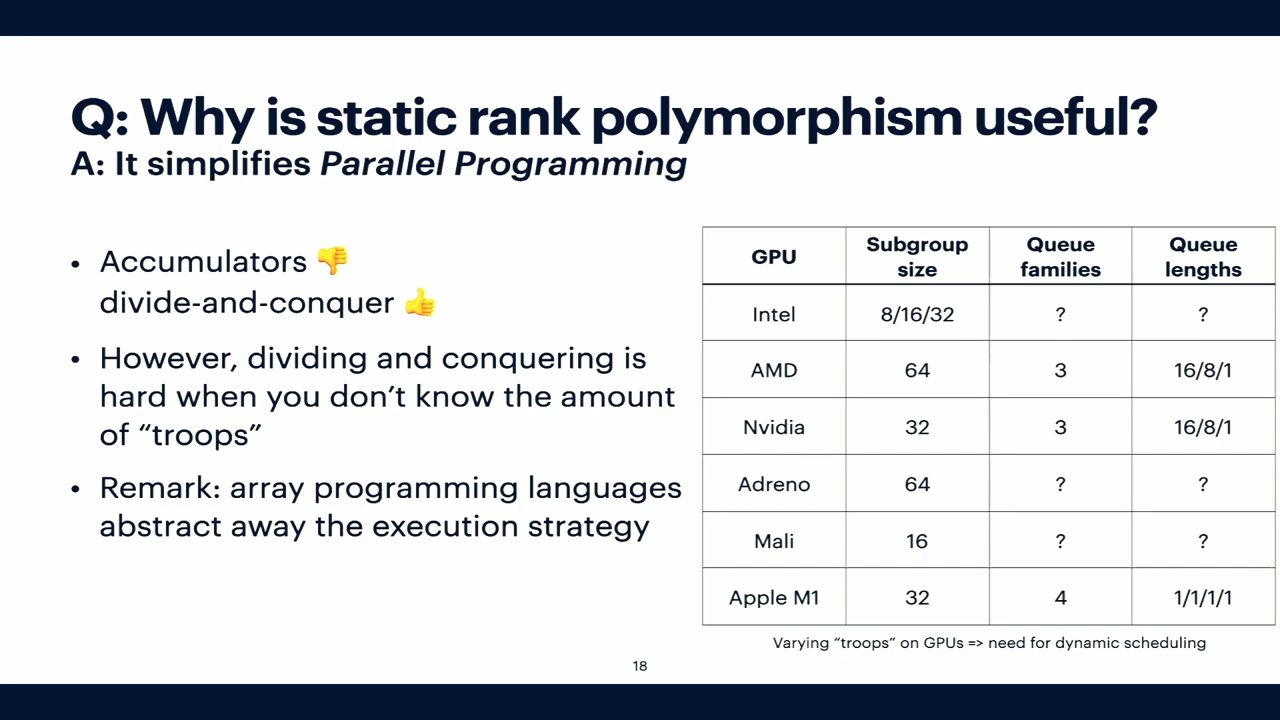 Q: Why is static rank polymorphism useful?
A: It simplifies Parallel Programming
• Accumulators 👎
divide-and-conquer 👍
• However, dividing and conquering is
hard when you don’t know the amount
of “troops”
• Remark: array programming languages
abstract away the execution strategy
GPU Subgroup size Queue families Queue lengths
Intel 8/16/32 ? ?
AMD 64 3 16/8/1
Nvidia 32 3 16/8/1
Adreno 64 ? ?
Mali 16 ? ?
Apple M1 32 4 1/1/1/1
Varying “troops” on GPUs => need for dynamic scheduling
18